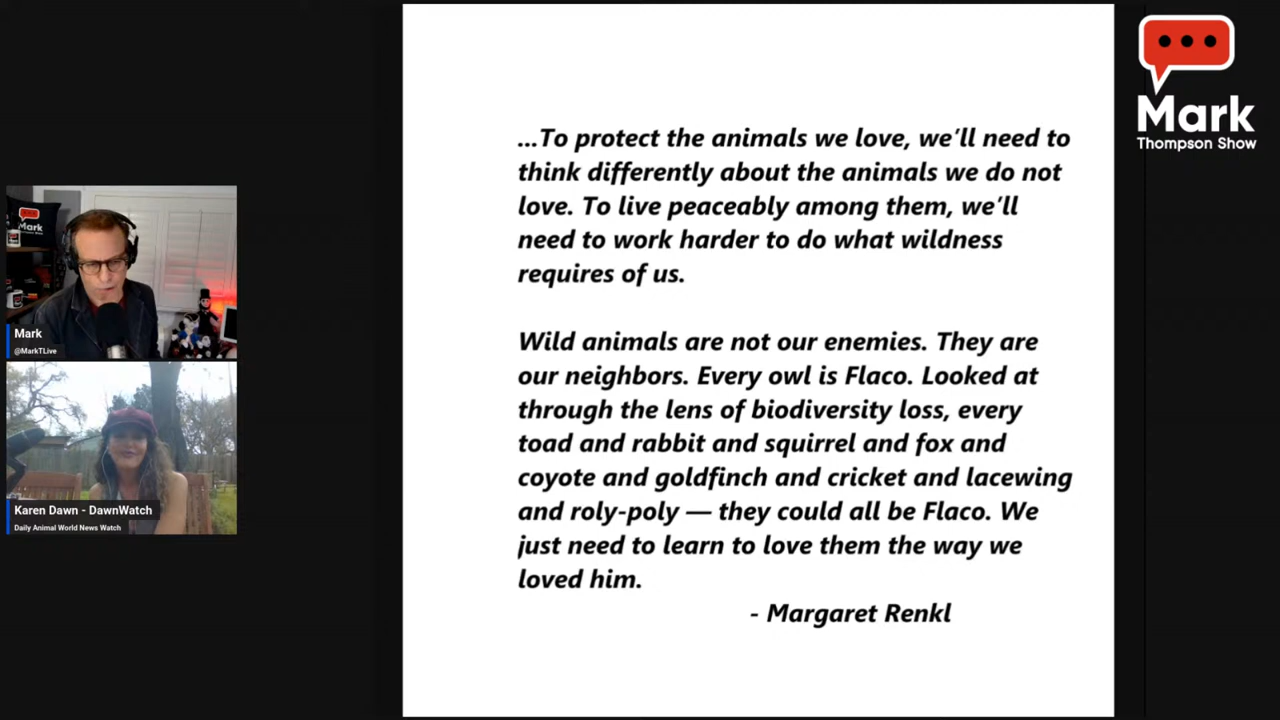 ...To protect the animals we love, we'll need to
think differently about the animals we do not
love. To live peaceably among them, we'll
need to work harder to do what wildness
requires of us.
Wild animals are not our enemies. They are
our neighbors. Every owl is Flaco. Looked at
through the lens of biodiversity loss, every
toad and rabbit and squirrel and fox and
coyote and goldfinch and cricket and lacewing
and roly-poly — they could all be Flaco. We
just need to learn to love them the way we
loved him.
- Margaret Renkl
Mark
Thompson Show
Mark
Mark
@MarkTLive
Karen Dawn - DawnWatch
Daily Animal World News Watch